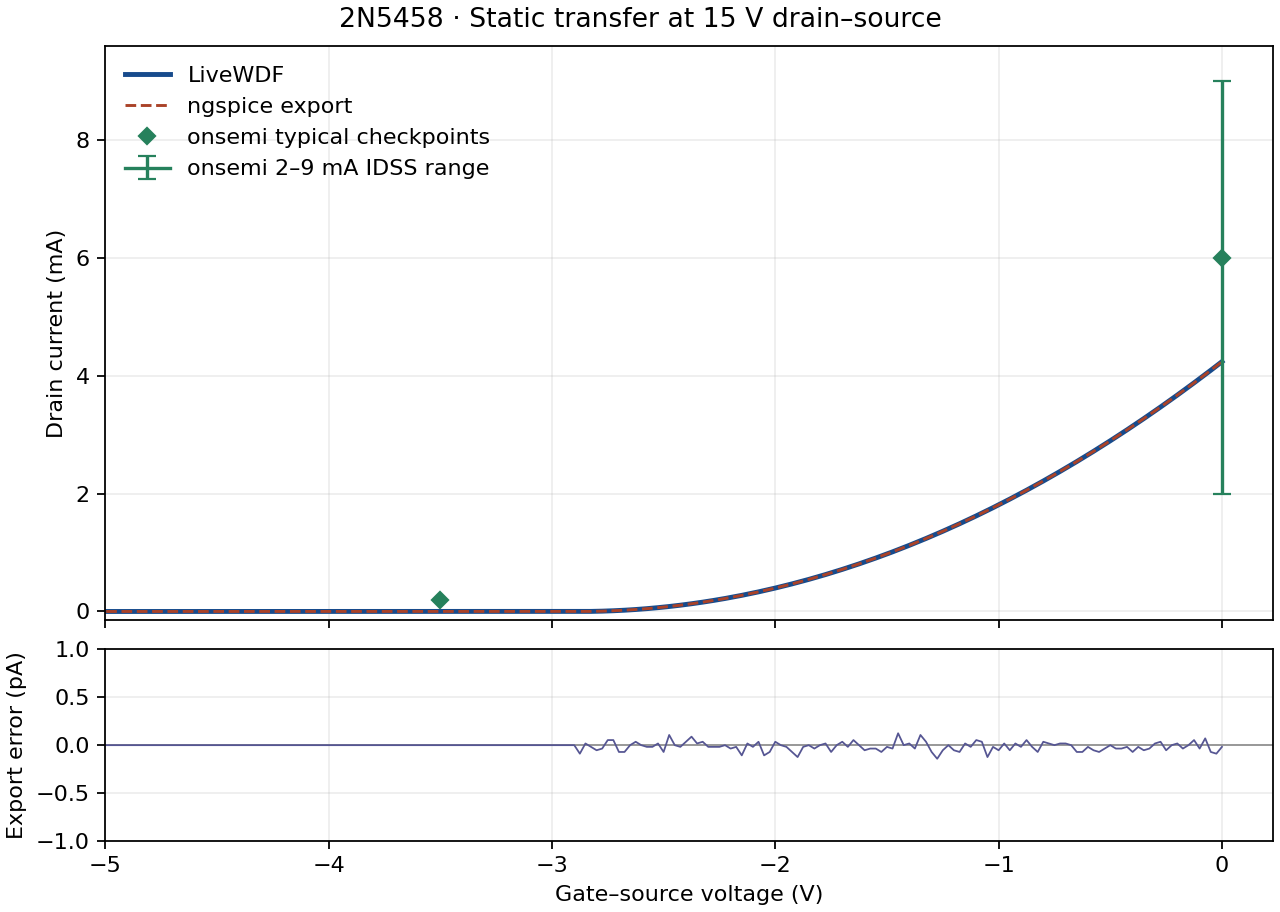 2N5458 · Static transfer at 15 V drain–source
LiveWDF
ngspice export
onsemi typical checkpoints
onsemi 2–9 mA IDSS range
Drain current (mA)
8
6
4
2
0
Export error (pA)
1.0
0.5
0.0
−0.5
−1.0
−5 −4 −3 −2 −1 0
Gate–source voltage (V)